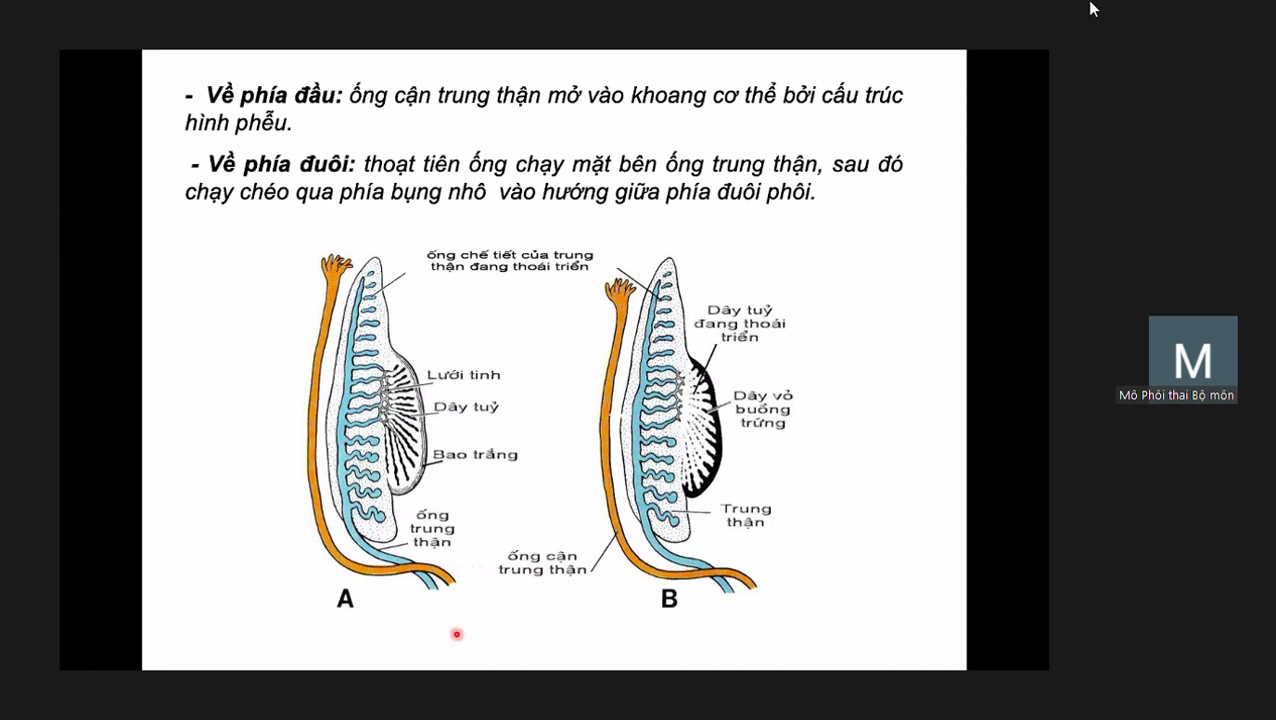 - Về phía đầu: ống cận trung thận mở vào khoang cơ thể bởi cấu trúc
hình phễu.
- Về phía đuôi: thoạt tiên ống chạy mặt bên ống trung thận, sau đó
chạy chéo qua phía bụng nhô vào hướng giữa phía đuôi phôi.
ống chế tiết của trung
thận đang thoái triển
Dây tuỷ
đang thoái
triển
Lưới tinh
Dây tuỷ
Dây vỏ
buồng
trứng
Bao trắng
ống
trung
thận
Trung
thận
ống cận
trung thận
A
B
M
Mô Phôi thai Bộ môn